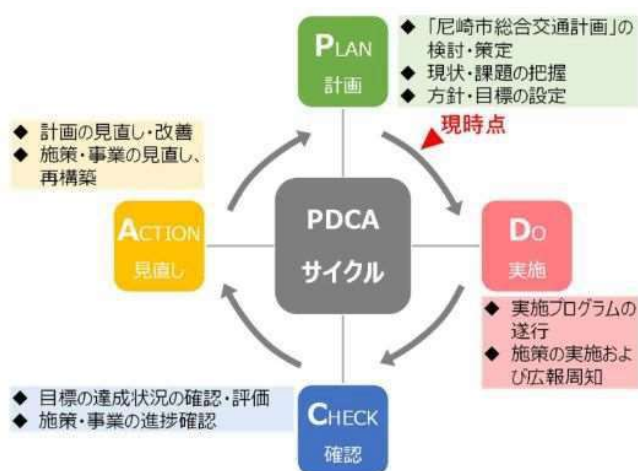 PLAN
計画
◆ 「尼崎市総合交通計画」の
検討・策定
◆ 現状・課題の把握
◆ 方針・目標の設定
現時点
◆ 計画の見直し・改善
◆ 施策・事業の見直し、
再構築
ACTION
見直し
PDCA
サイクル
DO
実施
◆ 実施プログラムの
遂行
◆ 施策の実施およ
び広報周知
◆ 目標の達成状況の確認・評価
◆ 施策・事業の進捗確認
CHECK
確認